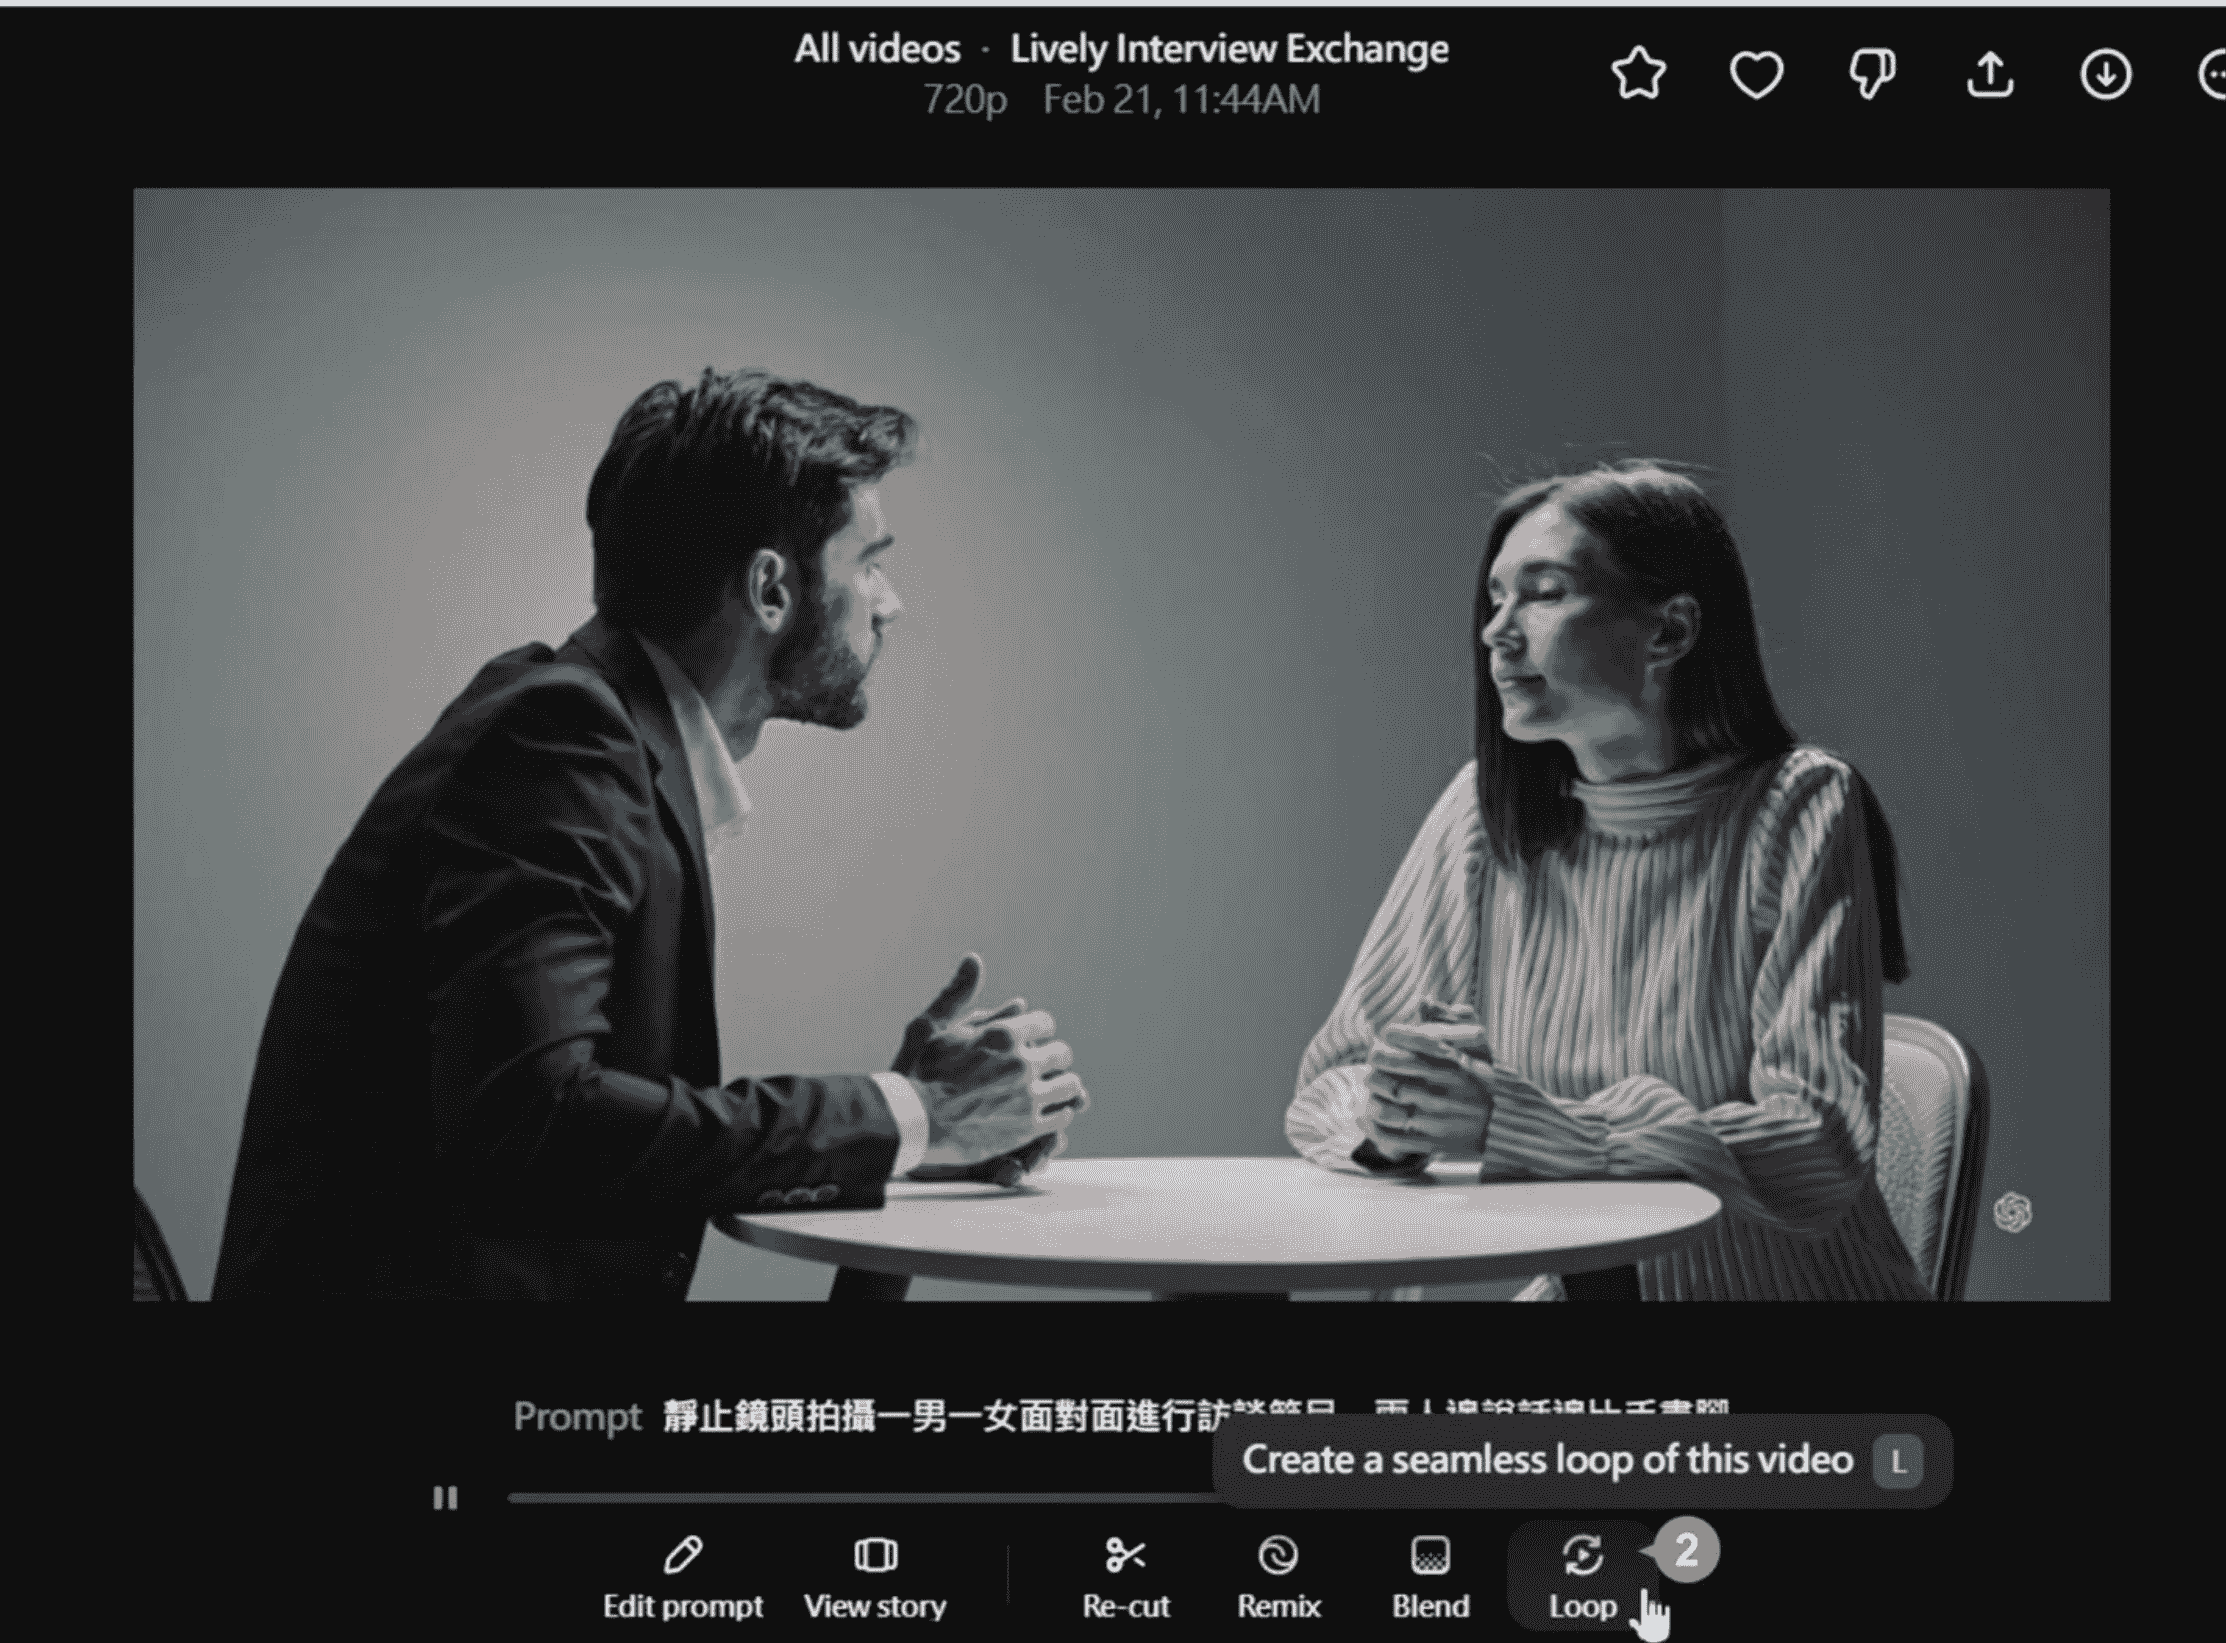 All videos · Lively Interview Exchange
720p Feb 21, 11:44AM
Prompt 靜止鏡頭拍攝一男一女面對面進行訪
Create a seamless loop of this video L
2
Edit prompt View story Re-cut Remix Blend Loop